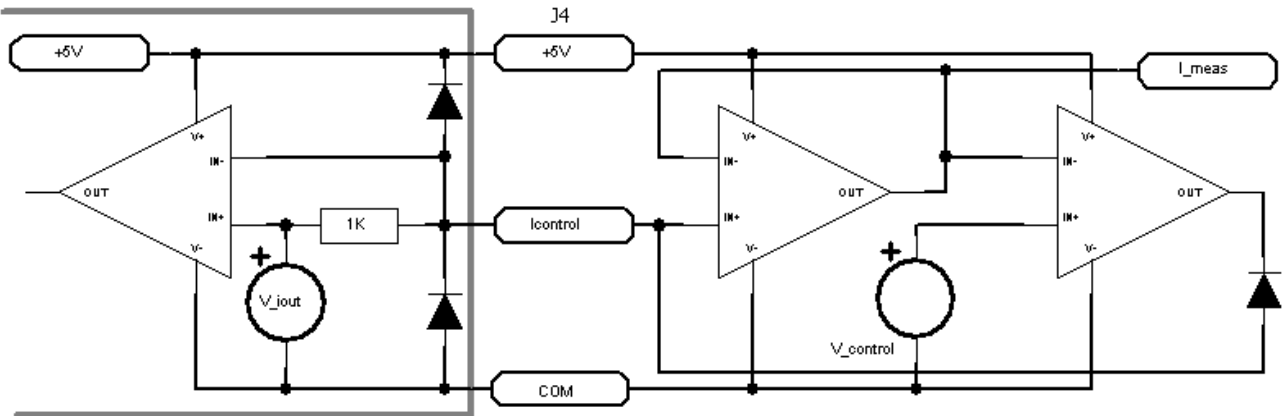 J4
+5V
+5V
I_meas
V+
V+
V+
IN-
IN-
IN-
OUT
OUT
OUT
IN+
1K
Icontrol
IN+
IN+
V-
V-
V-
+
+
V_iout
V_control
COM